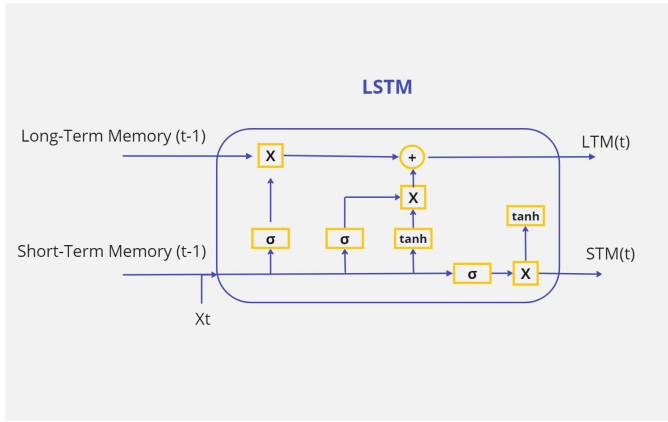 LSTM
Long-Term Memory (t-1)
X
+
LTM(t)
X
tanh
σ
σ
tanh
Short-Term Memory (t-1)
STM(t)
σ
X
Xt